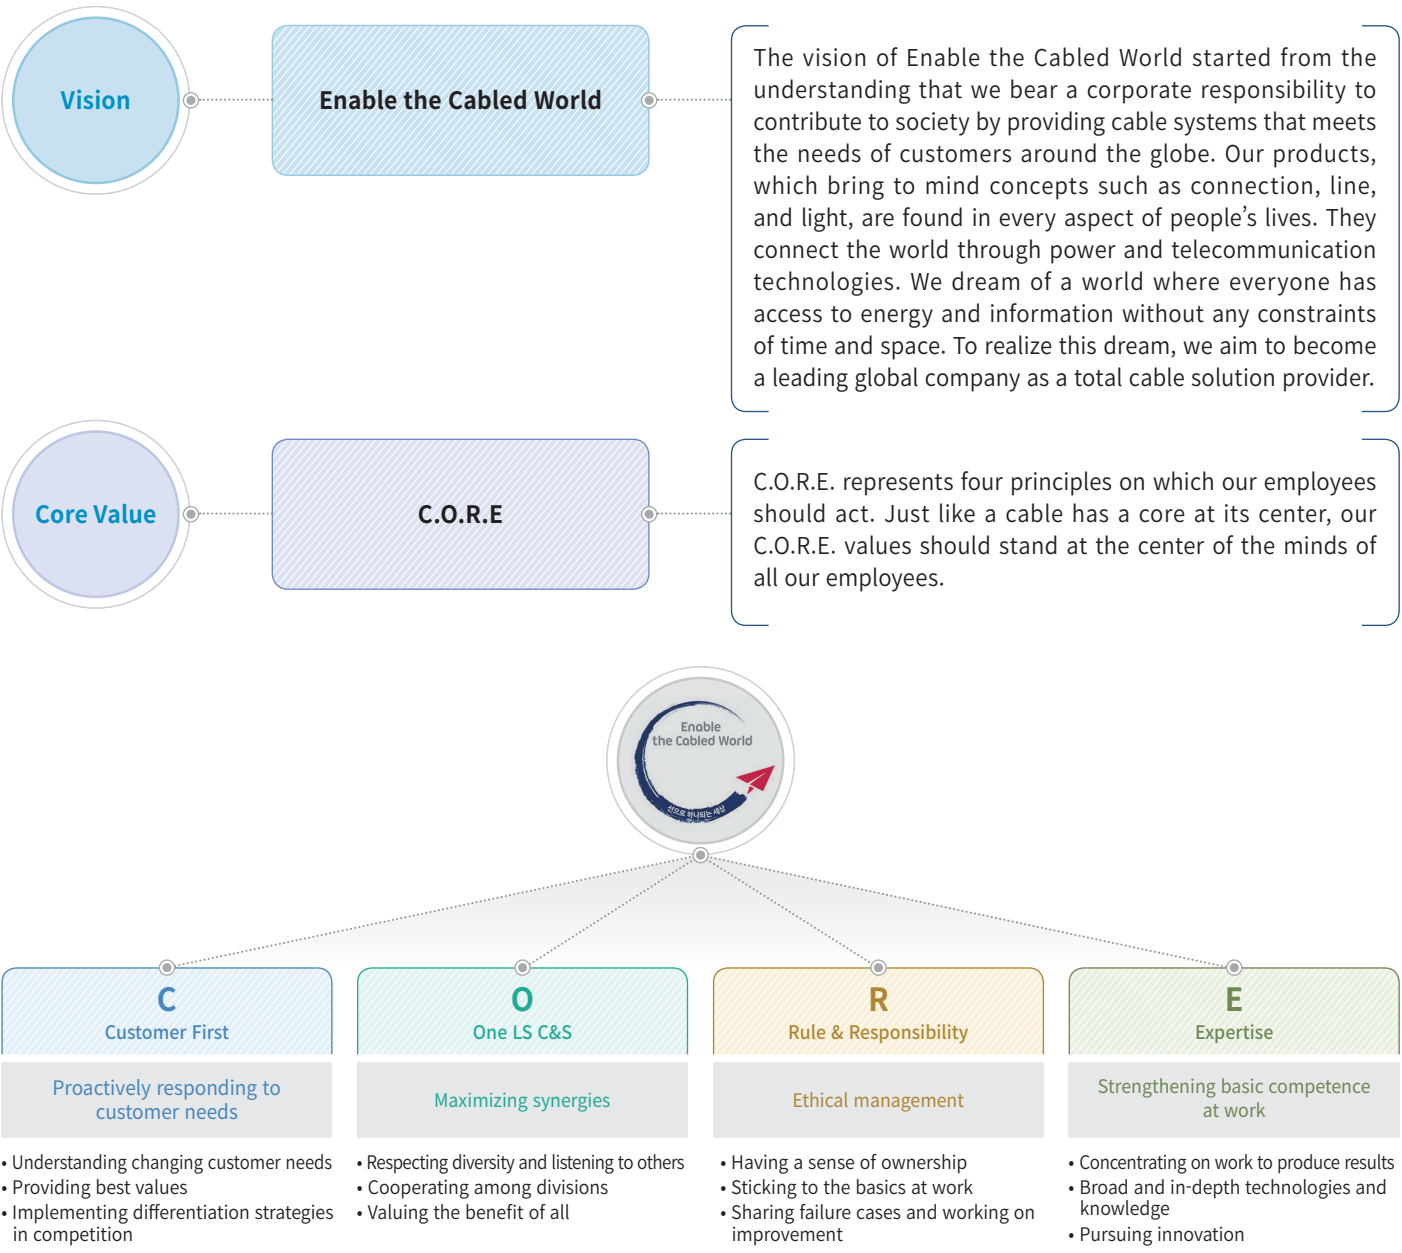 Vision
Enable the Cabled World
The vision of Enable the Cabled World started from the
understanding that we bear a corporate responsibility to
contribute to society by providing cable systems that meets
the needs of customers around the globe. Our products,
which bring to mind concepts such as connection, line,
and light, are found in every aspect of people’s lives. They
connect the world through power and telecommunication
technologies. We dream of a world where everyone has
access to energy and information without any constraints
of time and space. To realize this dream, we aim to become
a leading global company as a total cable solution provider.
Core Value
C.O.R.E
C.O.R.E. represents four principles on which our employees
should act. Just like a cable has a core at its center, our
C.O.R.E. values should stand at the center of the minds of
all our employees.
Enable
the Cabled World
선으로 하나되는 세상
C
Customer First
Proactively responding to
customer needs
• Understanding changing customer needs
• Providing best values
• Implementing differentiation strategies
in competition
O
One LS C&S
Maximizing synergies
• Respecting diversity and listening to others
• Cooperating among divisions
• Valuing the benefit of all
R
Rule & Responsibility
Ethical management
• Having a sense of ownership
• Sticking to the basics at work
• Sharing failure cases and working on
improvement
E
Expertise
Strengthening basic competence
at work
• Concentrating on work to produce results
• Broad and in-depth technologies and
knowledge
• Pursuing innovation